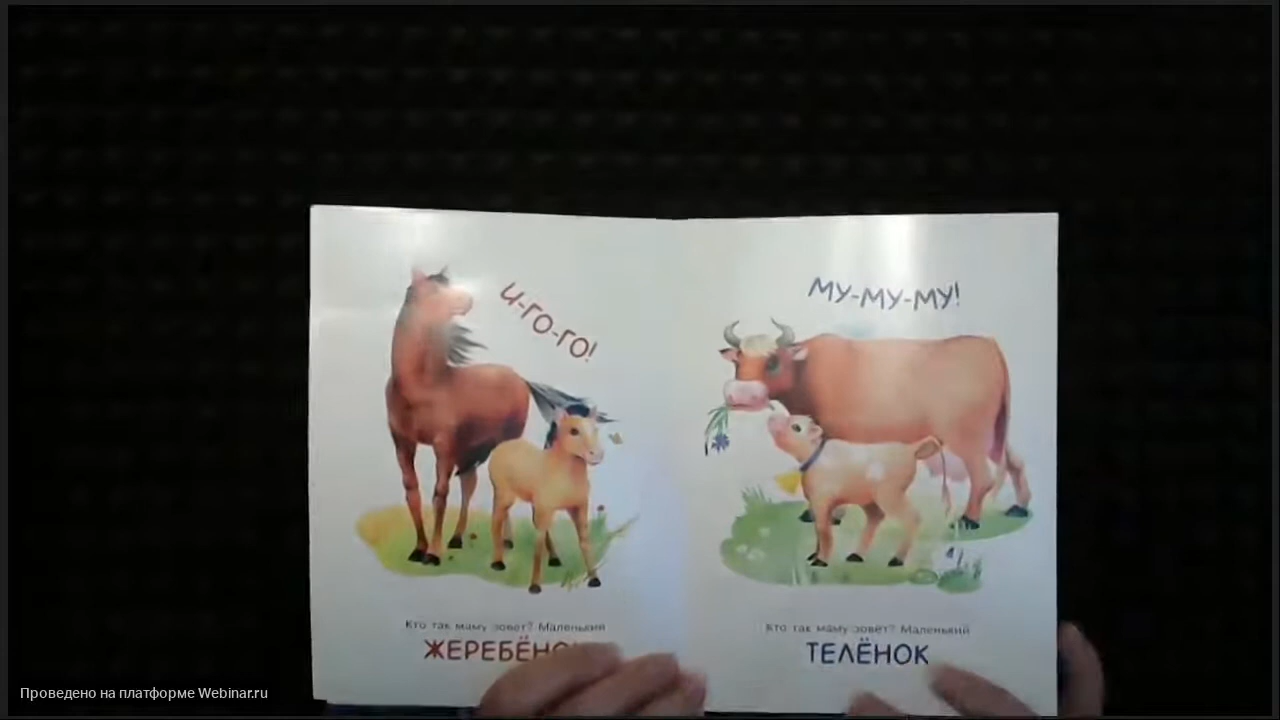 И-ГО-ГО!
Кто так маму зовёт? Маленький
ЖЕРЕБЁНОК
МУ-МУ-МУ!
Кто так маму зовёт? Маленький
ТЕЛЁНОК
Проведено на платформе Webinar.ru